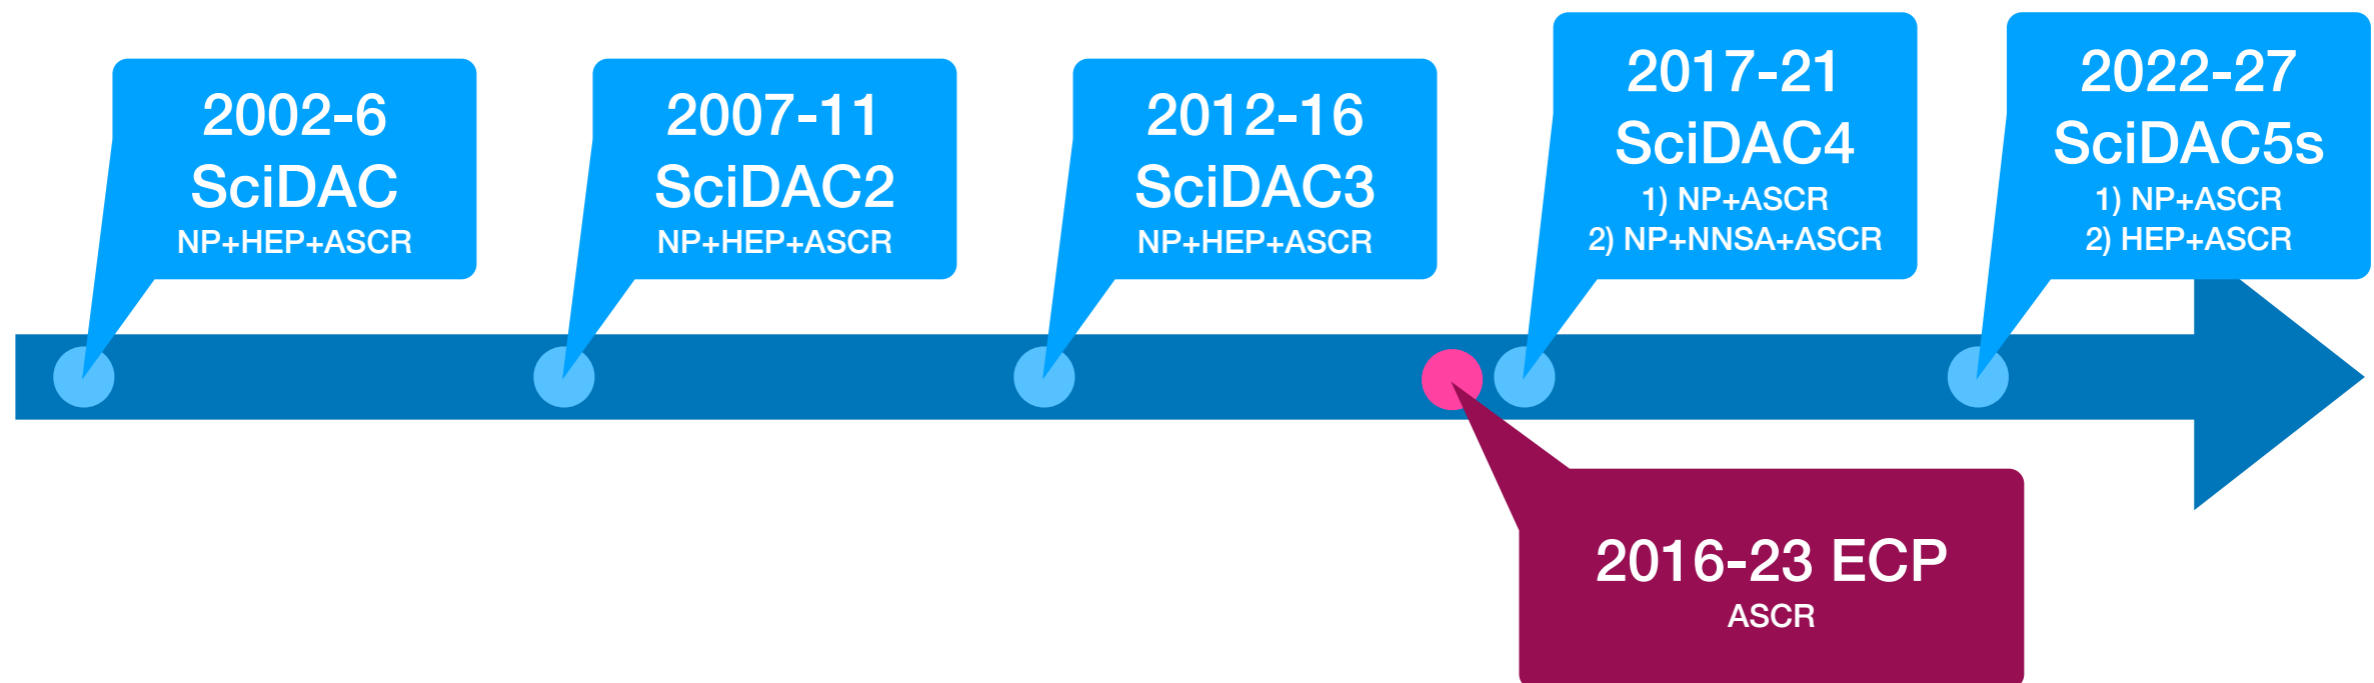 2002-6
SciDAC
NP+HEP+ASCR
2007-11
SciDAC2
NP+HEP+ASCR
2012-16
SciDAC3
NP+HEP+ASCR
2017-21
SciDAC4
1) NP+ASCR
2) NP+NNSA+ASCR
2022-27
SciDAC5s
1) NP+ASCR
2) HEP+ASCR
2016-23 ECP
ASCR